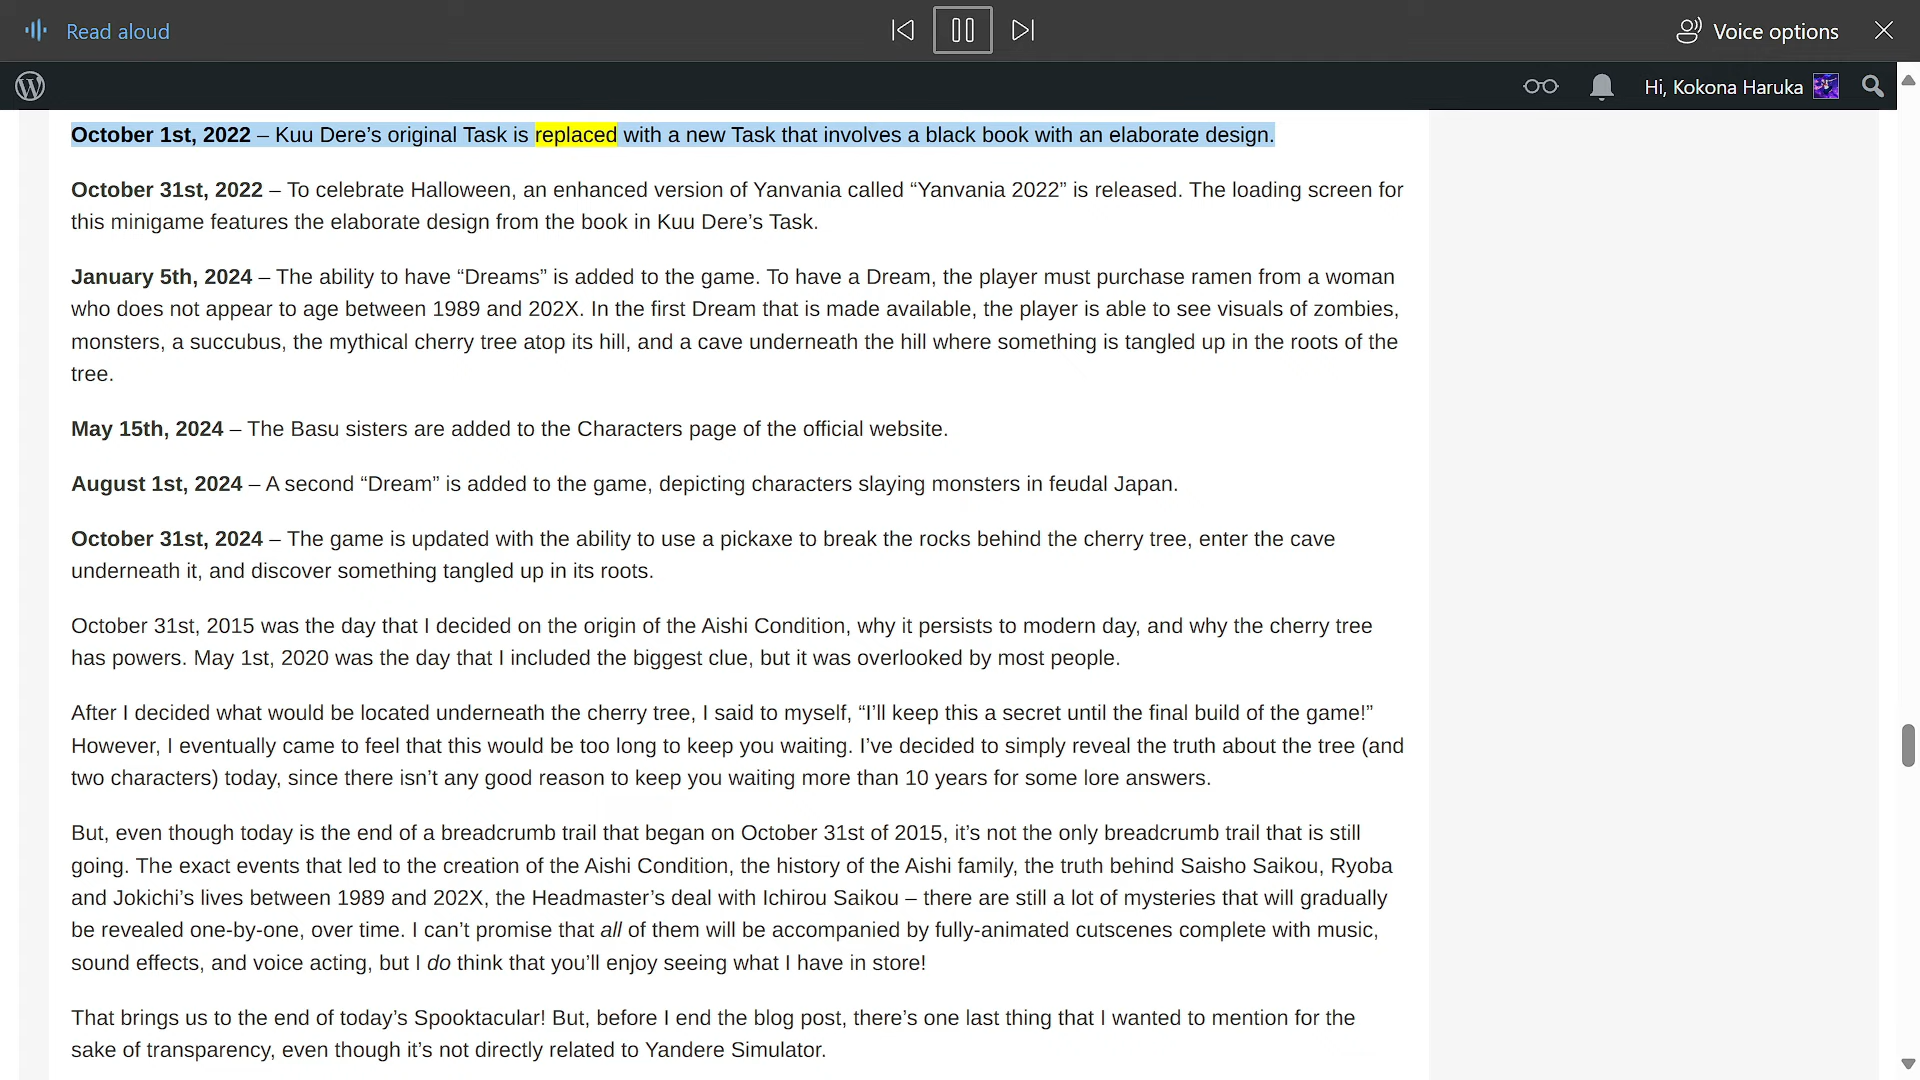 Read aloud
Voice options
Hi, Kokona Haruka
October 1st, 2022 – Kuu Dere’s original Task is replaced with a new Task that involves a black book with an elaborate design.
October 31st, 2022 – To celebrate Halloween, an enhanced version of Yanvania called “Yanvania 2022” is released. The loading screen for
this minigame features the elaborate design from the book in Kuu Dere’s Task.
January 5th, 2024 – The ability to have “Dreams” is added to the game. To have a Dream, the player must purchase ramen from a woman
who does not appear to age between 1989 and 202X. In the first Dream that is made available, the player is able to see visuals of zombies,
monsters, a succubus, the mythical cherry tree atop its hill, and a cave underneath the hill where something is tangled up in the roots of the
tree.
May 15th, 2024 – The Basu sisters are added to the Characters page of the official website.
August 1st, 2024 – A second “Dream” is added to the game, depicting characters slaying monsters in feudal Japan.
October 31st, 2024 – The game is updated with the ability to use a pickaxe to break the rocks behind the cherry tree, enter the cave
underneath it, and discover something tangled up in its roots.
October 31st, 2015 was the day that I decided on the origin of the Aishi Condition, why it persists to modern day, and why the cherry tree
has powers. May 1st, 2020 was the day that I included the biggest clue, but it was overlooked by most people.
After I decided what would be located underneath the cherry tree, I said to myself, “I’ll keep this a secret until the final build of the game!”
However, I eventually came to feel that this would be too long to keep you waiting. I’ve decided to simply reveal the truth about the tree (and
two characters) today, since there isn’t any good reason to keep you waiting more than 10 years for some lore answers.
But, even though today is the end of a breadcrumb trail that began on October 31st of 2015, it’s not the only breadcrumb trail that is still
going. The exact events that led to the creation of the Aishi Condition, the history of the Aishi family, the truth behind Saisho Saikou, Ryoba
and Jokichi’s lives between 1989 and 202X, the Headmaster’s deal with Ichirou Saikou – there are still a lot of mysteries that will gradually
be revealed one-by-one, over time. I can’t promise that all of them will be accompanied by fully-animated cutscenes complete with music,
sound effects, and voice acting, but I do think that you’ll enjoy seeing what I have in store!
That brings us to the end of today’s Spooktacular! But, before I end the blog post, there’s one last thing that I wanted to mention for the
sake of transparency, even though it’s not directly related to Yandere Simulator.